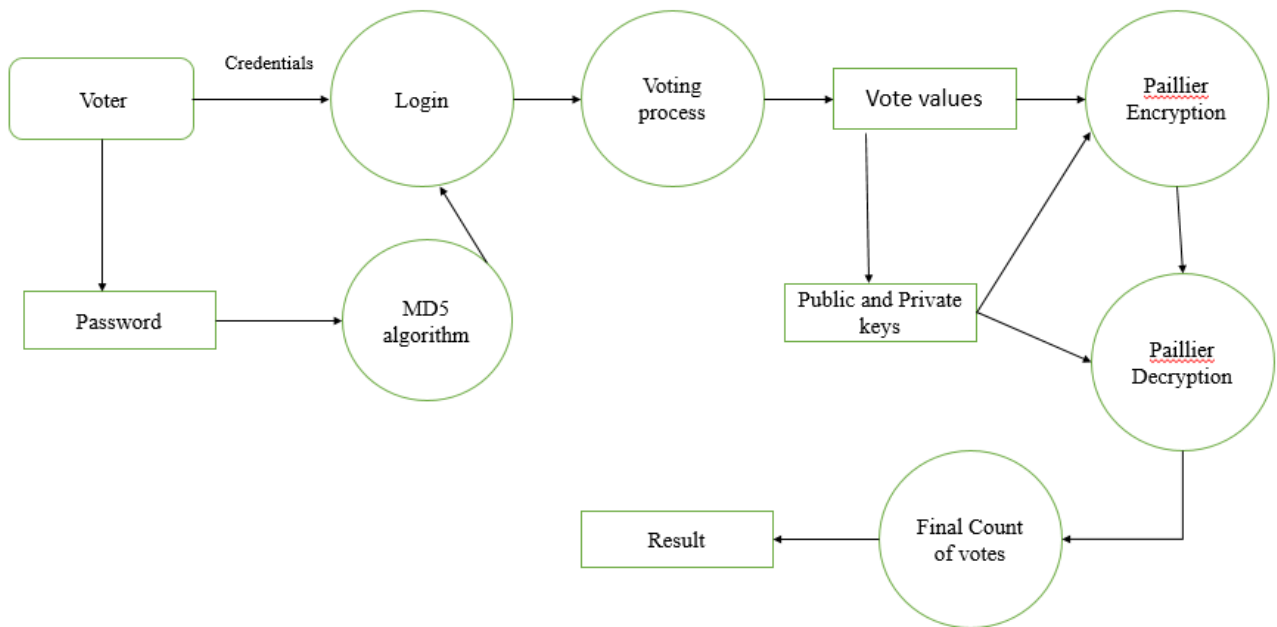 Credentials
Voter
Login
Voting
process
Vote values
Paillier
Encryption
Password
MD5
algorithm
Public and Private
keys
Paillier
Decryption
Result
Final Count
of votes